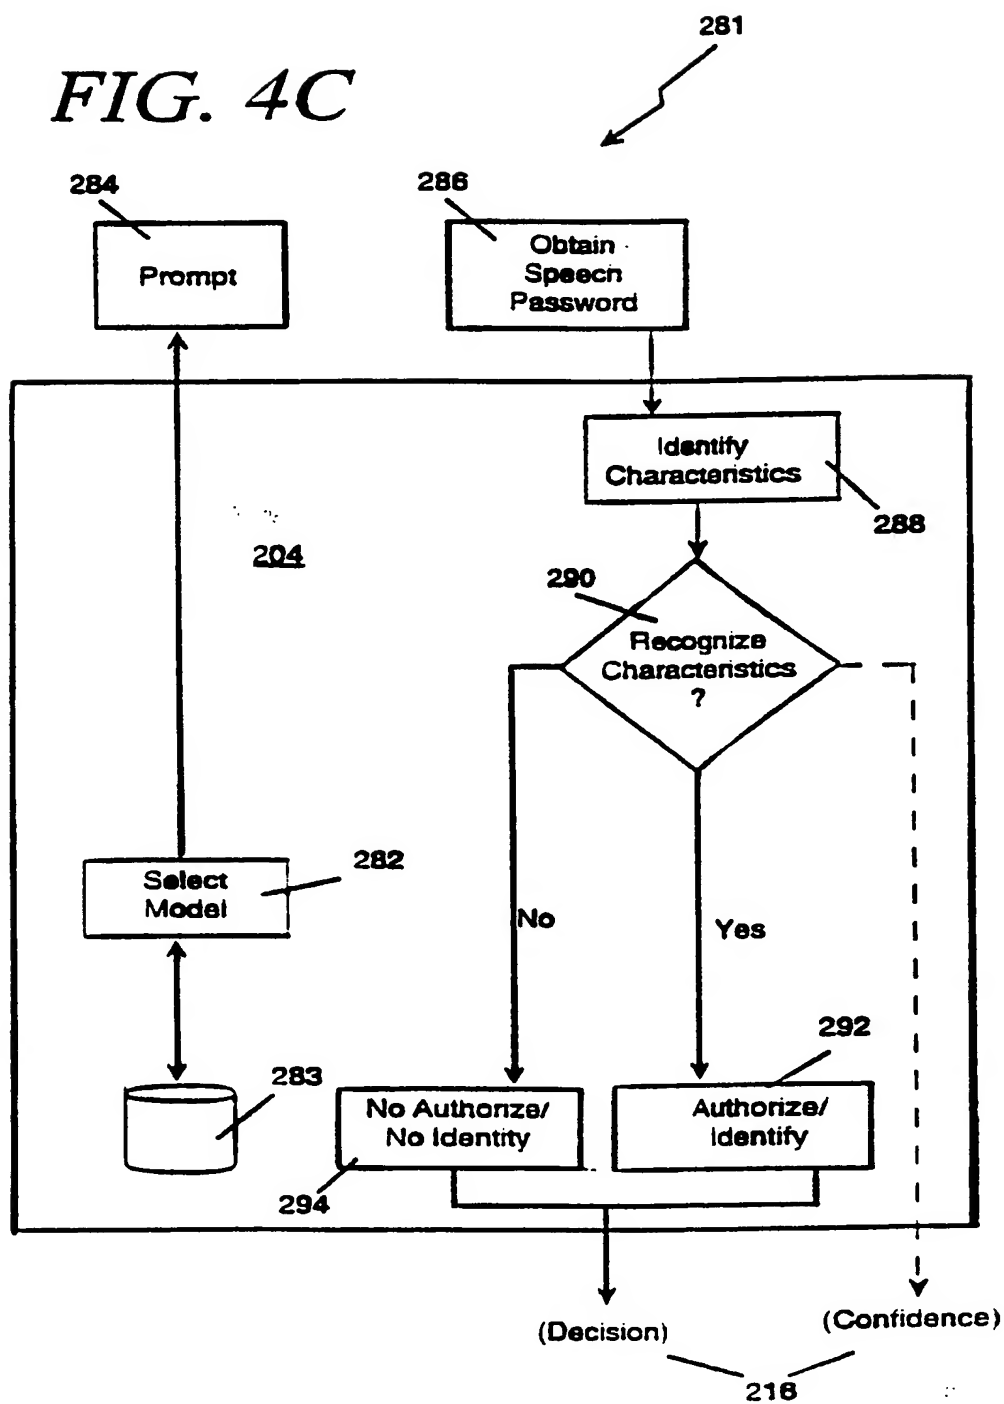 281
FIG. 4C
284
286
Prompt
Obtain
Speech
Password
Identify
Characteristics
288
204
290
Recognize
Characteristics
?
282
Select
Model
No
Yes
292
283
No Authorize/
No Identity
Authorize/
Identify
294
(Decision)
(Confidence)
216